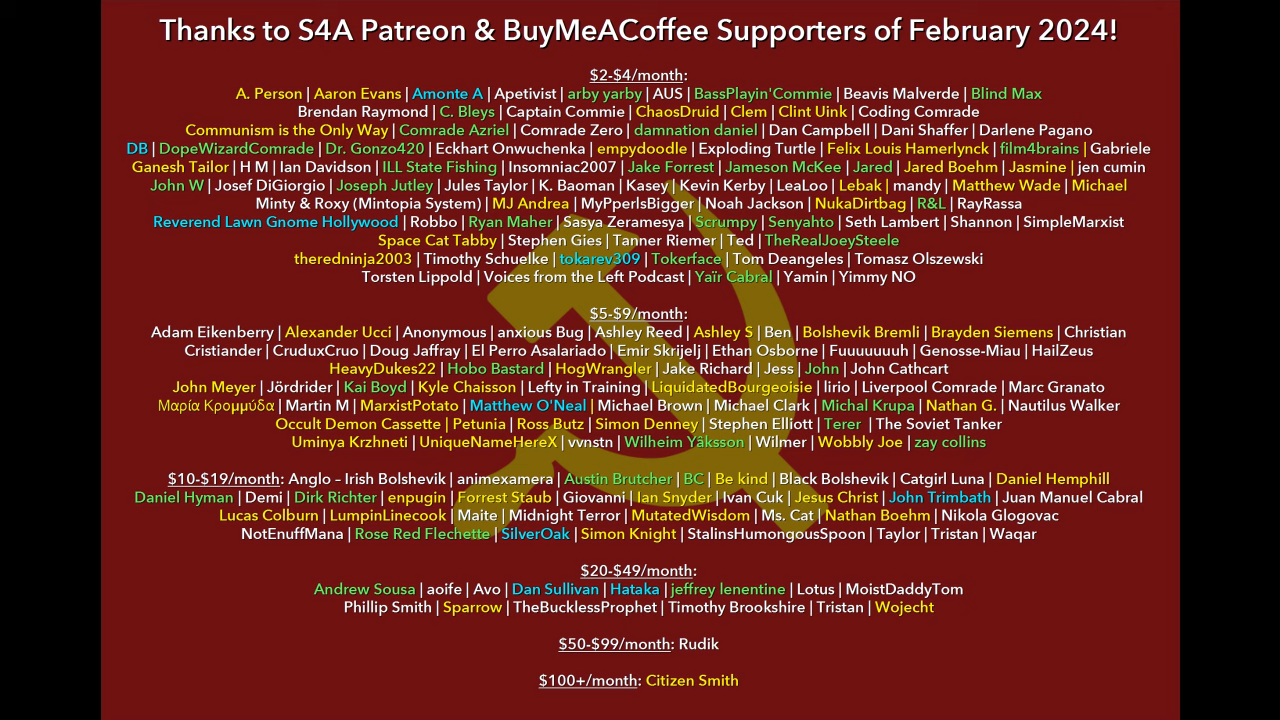 Thanks to S4A Patreon & BuyMeACoffee Supporters of February 2024!
$2-$4/month:
A. Person | Aaron Evans | Amonte A | Apetivist | arby yarby | AUS | BassPlayin'Commie | Beavis Malverde | Blind Max
Brendan Raymond | C. Bleys | Captain Commie | ChaosDruid | Clem | Clint Uink | Coding Comrade
Communism is the Only Way | Comrade Azriel | Comrade Zero | damnation daniel | Dan Campbell | Dani Shaffer | Darlene Pagano
DB | DopeWizardComrade | Dr. Gonzo420 | Eckhart Onwuchenka | empydoodle | Exploding Turtle | Felix Louis Hamerlynck | film4brains | Gabriele
Ganesh Tailor | H M | Ian Davidson | ILL State Fishing | Insomniac2007 | Jake Forrest | Jameson McKee | Jared | Jared Boehm | Jasmine | jen cumin
John W | Josef DiGiorgio | Joseph Jutley | Jules Taylor | K. Baoman | Kasey | Kevin Kerby | LeaLoo | Lebak | mandy | Matthew Wade | Michael
Minty & Roxy (Mintopia System) | MJ Andrea | MyPperlsBigger | Noah Jackson | NukaDirtbag | R&L | RayRassa
Reverend Lawn Gnome Hollywood | Robbo | Ryan Maher | Sasya Zeramesya | Scrumpy | Senyahto | Seth Lambert | Shannon | SimpleMarxist
Space Cat Tabby | Stephen Gies | Tanner Riemer | Ted | TheRealJoeySteele
theredninja2003 | Timothy Schuelke | tokarev309 | Tokerface | Tom Deangeles | Tomasz Olszewski
Torsten Lippold | Voices from the Left Podcast | Yaïr Cabral | Yamin | Yimmy NO
$5-$9/month:
Adam Eikenberry | Alexander Ucci | Anonymous | anxious Bug | Ashley Reed | Ashley S | Ben | Bolshevik Bremli | Brayden Siemens | Christian
Cristiander | CruduxCruo | Doug Jaffray | El Perro Asalariado | Emir Skrijelj | Ethan Osborne | Fuuuuuuuh | Genosse-Miau | HailZeus
HeavyDukes22 | Hobo Bastard | HogWrangler | Jake Richard | Jess | John | John Cathcart
John Meyer | Jördrider | Kai Boyd | Kyle Chaisson | Lefty in Training | LiquidatedBourgeoisie | lirio | Liverpool Comrade | Marc Granato
Μαρία Κρομμύδα | Martin M | MarxistPotato | Matthew O'Neal | Michael Brown | Michael Clark | Michal Krupa | Nathan G. | Nautilus Walker
Occult Demon Cassette | Petunia | Ross Butz | Simon Denney | Stephen Elliott | Terer | The Soviet Tanker
Uminya Krzhneti | UniqueNameHereX | vvnstn | Wilheim Yâksson | Wilmer | Wobbly Joe | zay collins
$10-$19/month: Anglo – Irish Bolshevik | animexamera | Austin Brutcher | BC | Be kind | Black Bolshevik | Catgirl Luna | Daniel Hemphill
Daniel Hyman | Demi | Dirk Richter | enpugin | Forrest Staub | Giovanni | Ian Snyder | Ivan Cuk | Jesus Christ | John Trimbath | Juan Manuel Cabral
Lucas Colburn | LumpinLinecook | Maite | Midnight Terror | MutatedWisdom | Ms. Cat | Nathan Boehm | Nikola Glogovac
NotEnuffMana | Rose Red Flechette | SilverOak | Simon Knight | StalinsHumongousSpoon | Taylor | Tristan | Waqar
$20-$49/month:
Andrew Sousa | aoife | Avo | Dan Sullivan | Hataka | jeffrey lenentine | Lotus | MoistDaddyTom
Phillip Smith | Sparrow | TheBucklessProphet | Timothy Brookshire | Tristan | Wojecht
$50-$99/month: Rudik
$100+/month: Citizen Smith